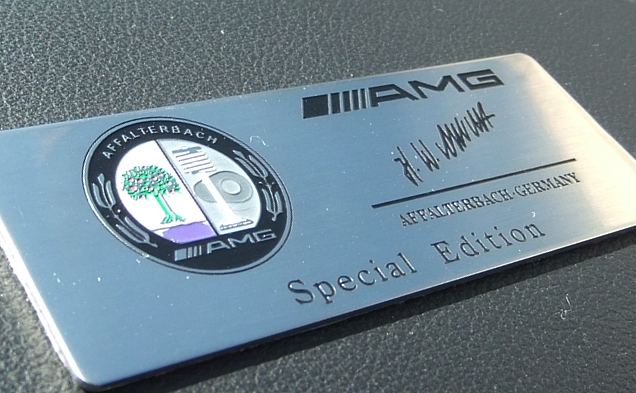 AFFALTERBACH
AMG
AMG
AFFALTERBACH-GERMANY
Special Edition